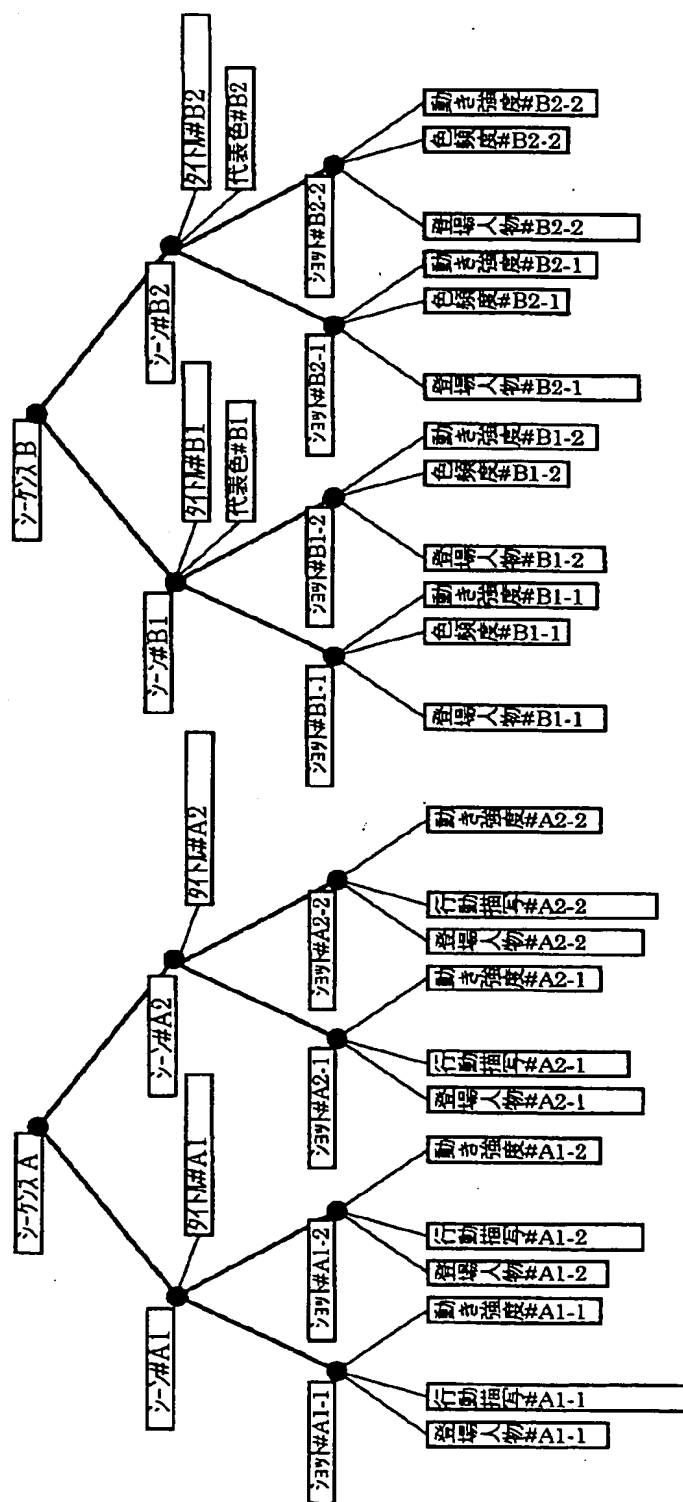 シーケンス A
シーン#A1
タイトル#A1
シーン#A2
タイトル#A2
ショット#A1-1
ショット#A1-2
ショット#A2-1
ショット#A2-2
登場人物#A1-1
行動描写#A1-1
動き強度#A1-1
登場人物#A1-2
行動描写#A1-2
動き強度#A1-2
登場人物#A2-1
行動描写#A2-1
動き強度#A2-1
登場人物#A2-2
行動描写#A2-2
動き強度#A2-2
シーケンス B
シーン#B1
タイトル#B1
代表色#B1
シーン#B2
タイトル#B2
代表色#B2
ショット#B1-1
ショット#B1-2
ショット#B2-1
ショット#B2-2
登場人物#B1-1
色頻度#B1-1
動き強度#B1-1
登場人物#B1-2
色頻度#B1-2
動き強度#B1-2
登場人物#B2-1
色頻度#B2-1
動き強度#B2-1
登場人物#B2-2
色頻度#B2-2
動き強度#B2-2